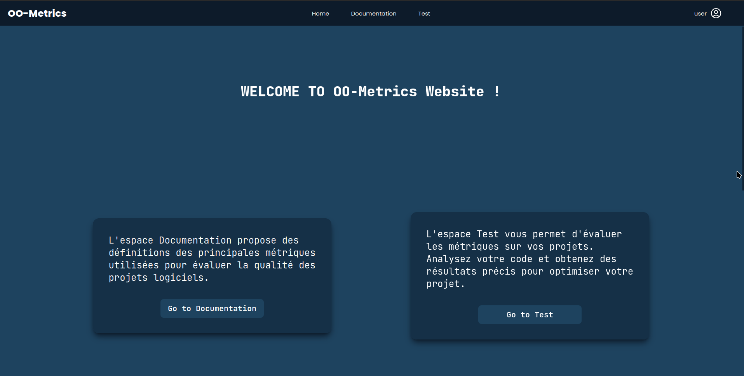 OO-Metrics
Home Documentation Test
user
WELCOME TO OO-Metrics Website !
L'espace Documentation propose des
définitions des principales métriques
utilisées pour évaluer la qualité des
projets logiciels.
Go to Documentation
L'espace Test vous permet d'évaluer
les métriques sur vos projets.
Analysez votre code et obtenez des
résultats précis pour optimiser votre
projet.
Go to Test